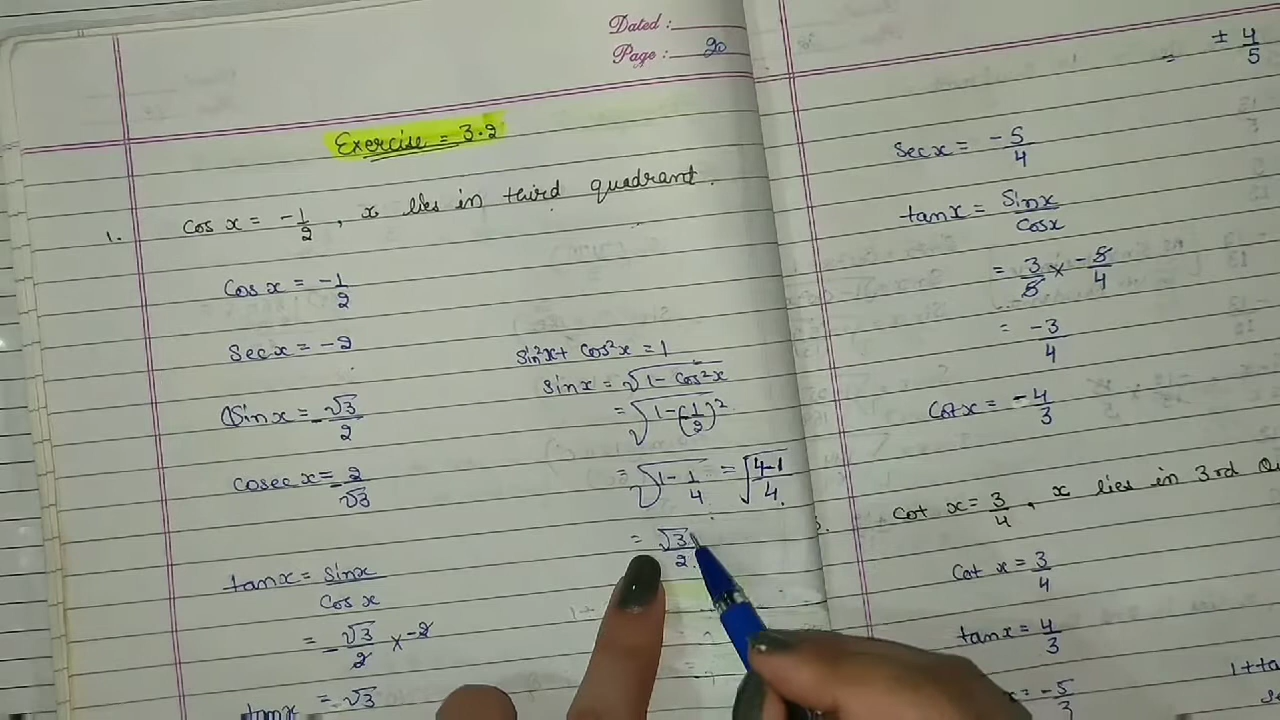 Dated :
Page : 20
Exercise = 3.2
1. cos x = -1/2 , x lies in third quadrant.
cos x = -1/2
sec x = -2
sin x = -√3/2
cosec x = -2/√3
tan x = sin x/cos x
= -√3/2 × -2
tan x = √3
sin²x + cos²x = 1
sin x = √1 - cos²x
= √1-(1/2)²
= √1-1/4 = √4-1/4
= √3/2
= ± 4/5
sec x = -5/4
tan x = sin x/cos x
= 3/5 × -5/4
= -3/4
cot x = -4/3
cot x = 3/4 , x lies in 3rd
cot x = 3/4
tan x = 4/3
= -5/3